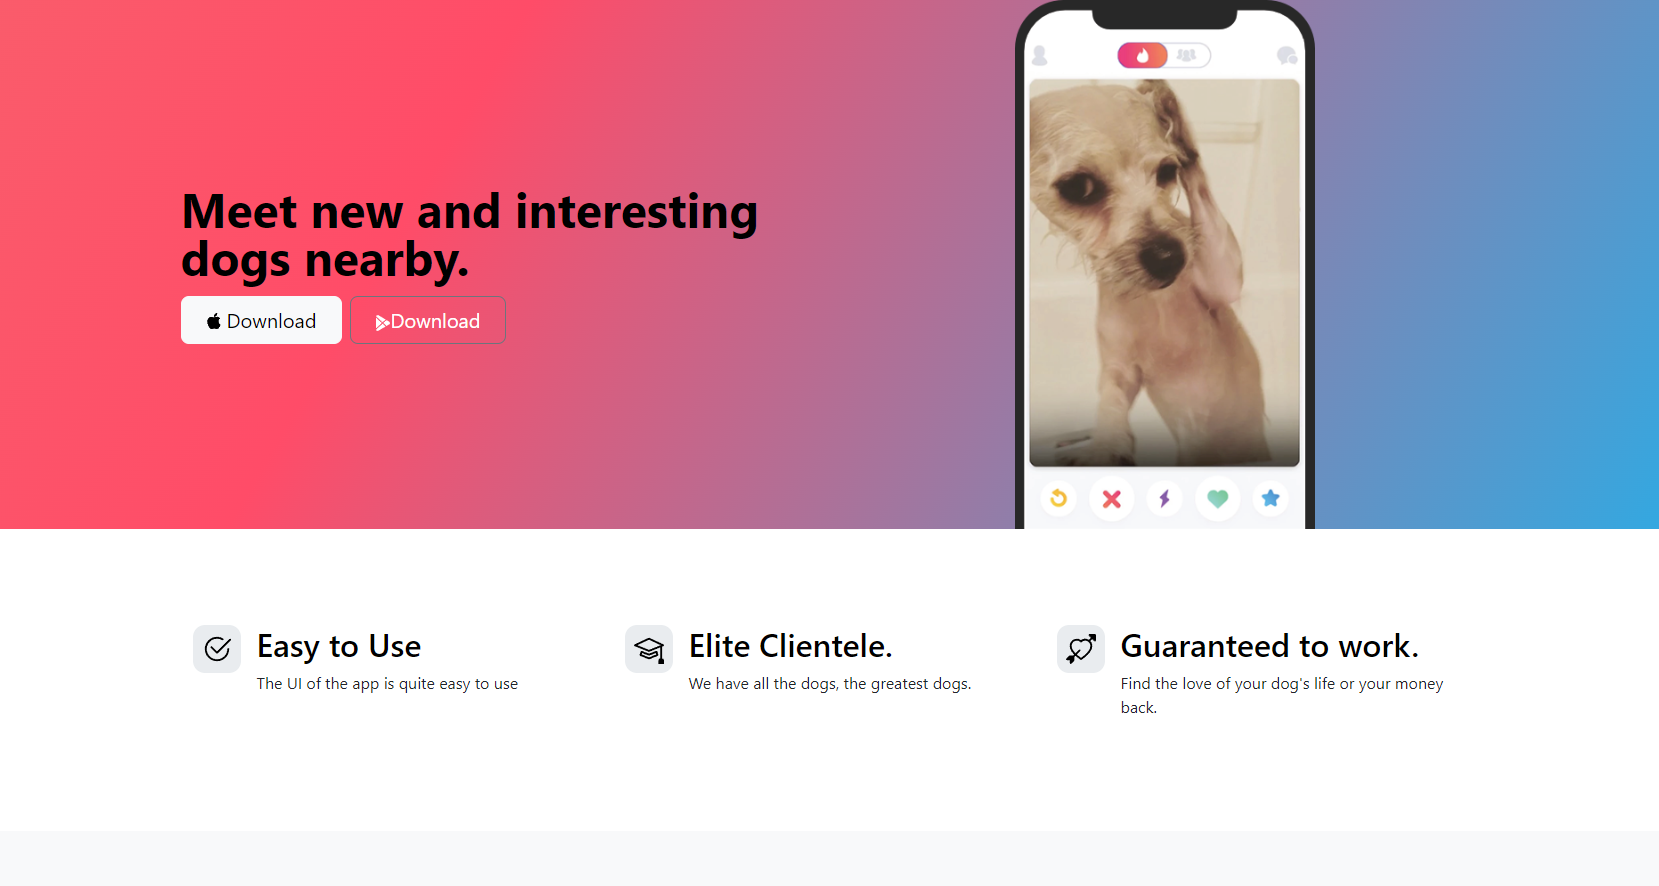 Meet new and interesting
dogs nearby.
Download
Download
Easy to Use
The UI of the app is quite easy to use
Elite Clientele.
We have all the dogs, the greatest dogs.
Guaranteed to work.
Find the love of your dog's life or your money
back.